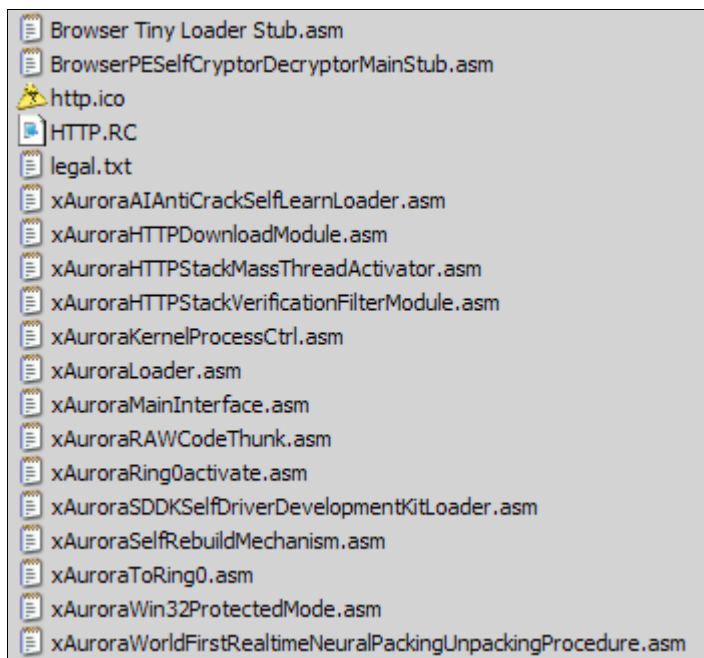 Browser Tiny Loader Stub.asm
BrowserPESelfCryptorDecryptorMainStub.asm
http.ico
HTTP.RC
legal.txt
xAuroraAIAntiCrackSelfLearnLoader.asm
xAuroraHTTPDownloadModule.asm
xAuroraHTTPStackMassThreadActivator.asm
xAuroraHTTPStackVerificationFilterModule.asm
xAuroraKernelProcessCtrl.asm
xAuroraLoader.asm
xAuroraMainInterface.asm
xAuroraRAWCodeThunk.asm
xAuroraRing0activate.asm
xAuroraSDDKSelfDriverDevelopmentKitLoader.asm
xAuroraSelfRebuildMechanism.asm
xAuroraToRing0.asm
xAuroraWin32ProtectedMode.asm
xAuroraWorldFirstRealtimeNeuralPackingUnpackingProcedure.asm